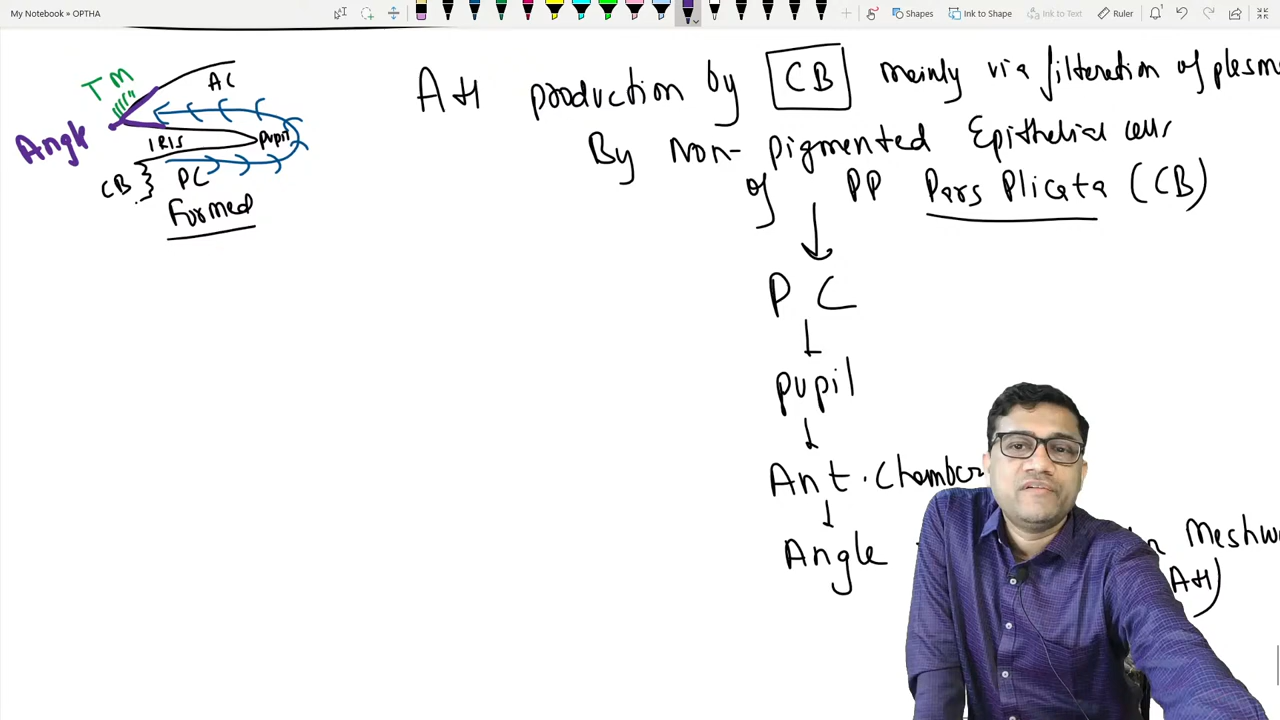 My Notebook » OPTHA
Shapes
Ink to Shape
Ink to Text
Ruler
TM
AC
Angle
IRIS
pupil
CB
PC
Formed
AH production by CB mainly via filteration of plasm
By Non-pigmented Epithelial cells
of PP Pars Plicata (CB)
PC
pupil
Ant. Chamber
Angle
Meshw
AH)